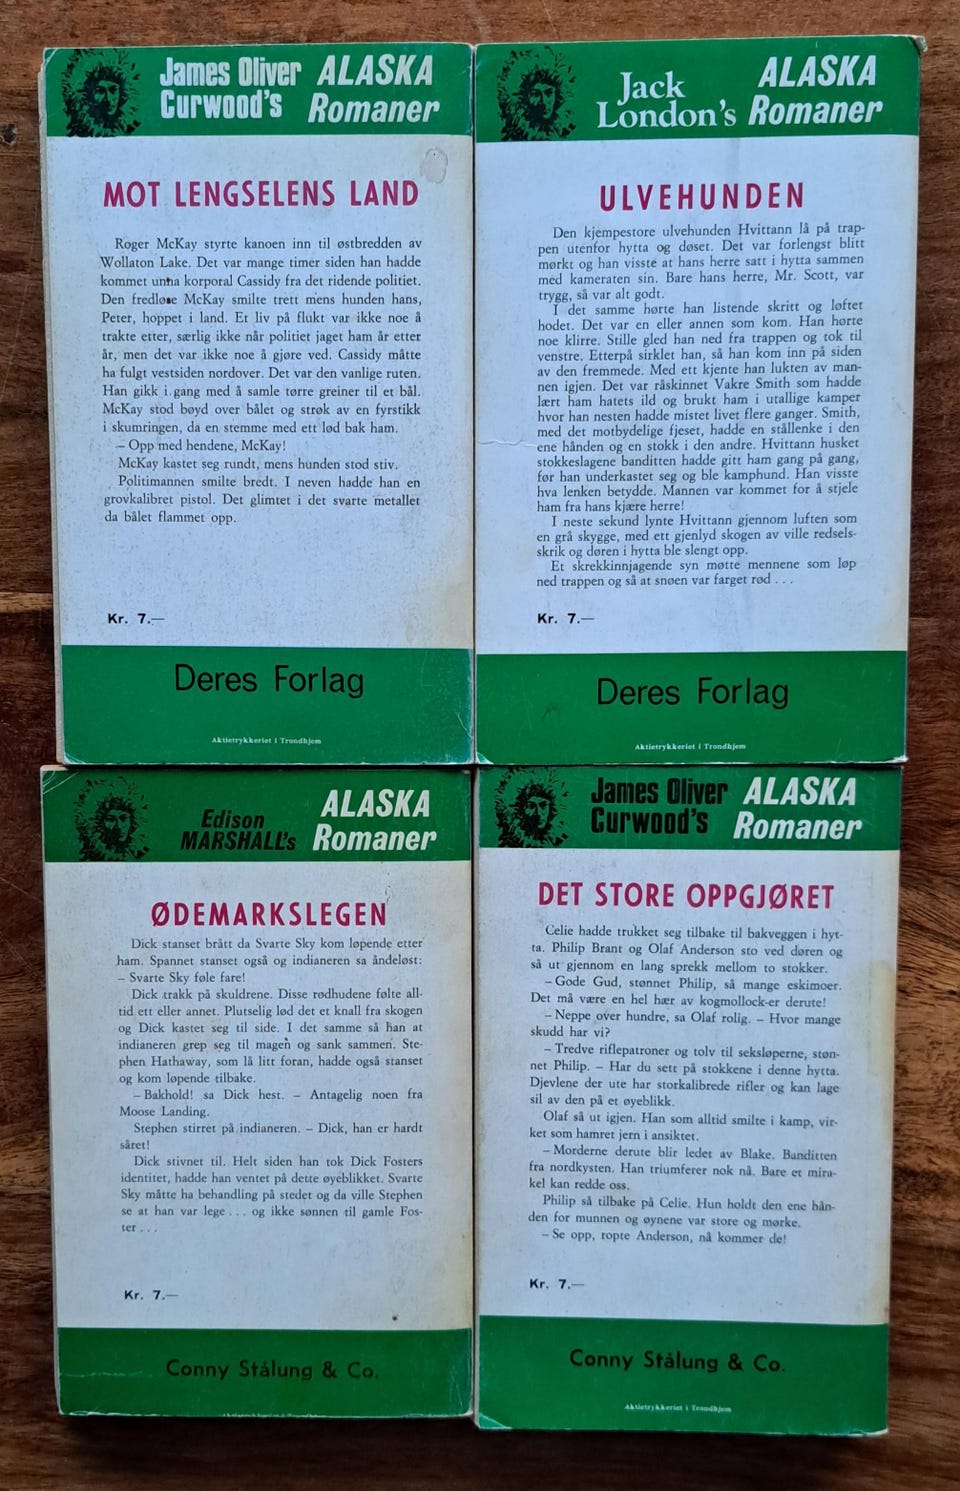 James Oliver ALASKA
Curwood's Romaner
MOT LENGSELENS LAND
Roger McKay styrte kanoen inn til østbredden av
Wollaton Lake. Det var mange timer siden han hadde
kommet unna korporal Cassidy fra det ridende politiet.
Den fredløse McKay smilte trett mens hunden hans,
Peter, hoppet i land. Et liv på flukt var ikke noe å
trakte etter, særlig ikke når politiet jaget ham år etter
år, men det var ikke noe å gjøre ved. Cassidy måtte
ha fulgt vestsiden nordover. Det var den vanlige ruten.
Han gikk i gang med å samle tørre greiner til et bål.
McKay stod bøyd over bålet og strøk av en fyrstikk
i skumringen, da en stemme med ett lød bak ham.
– Opp med hendene, McKay!
McKay kastet seg rundt, mens hunden stod stiv.
Politimannen smilte bredt. I neven hadde han en
grovkalibret pistol. Det glimtet i det svarte metallet
da bålet flammet opp.
Kr. 7.—
Deres Forlag
Aktietrykkeriet i Trondhjem
Jack ALASKA
London's Romaner
ULVEHUNDEN
Den kjempestore ulvehunden Hvittann lå på trap-
pen utenfor hytta og døset. Det var forlengst blitt
mørkt og han visste at hans herre satt i hytta sammen
med kameraten sin. Bare hans herre, Mr. Scott, var
trygg, så var alt godt.
I det samme hørte han listende skritt og løftet
hodet. Det var en eller annen som kom. Han hørte
noe klirre. Stille gled han ned fra trappen og tok til
venstre. Etterpå sirklet han, så han kom inn på siden
av den fremmede. Med ett kjente han lukten av man-
nen igjen. Det var råskinnet Vakre Smith som hadde
lært ham hatets ild og brukt ham i utallige kamper
hvor han nesten hadde mistet livet flere ganger. Smith,
med det motbydelige fjeset, hadde en stållenke i den
ene hånden og en stokk i den andre. Hvittann husket
stokkeslagene banditten hadde gitt ham gang på gang,
før han underkastet seg og ble kamphund. Han visste
hva lenken betydde. Mannen var kommet for å stjele
ham fra hans kjære herre!
I neste sekund lynte Hvittann gjennom luften som
en grå skygge, med ett gjenlyd skogen av ville redsels-
skrik og døren i hytta ble slengt opp.
Et skrekkinnjagende syn møtte mennene som løp
ned trappen og så at snøen var farget rød . . .
Kr. 7.—
Deres Forlag
Aktietrykkeriet i Trondhjem
Edison ALASKA
MARSHALL's Romaner
ØDEMARKSLEGEN
Dick stanset brått da Svarte Sky kom løpende etter
ham. Spannet stanset også og indianeren sa åndeløst:
– Svarte Sky føle fare!
Dick trakk på skuldrene. Disse rødhudene følte all-
tid ett eller annet. Plutselig lød det et knall fra skogen
og Dick kastet seg til side. I det samme så han at
indianeren grep seg til magen og sank sammen. Ste-
phen Hathaway, som lå litt foran, hadde også stanset
og kom løpende tilbake.
– Bakhold! sa Dick hest. – Antagelig noen fra
Moose Landing.
Stephen stirret på indianeren. – Dick, han er hardt
såret!
Dick stivnet til. Helt siden han tok Dick Fosters
identitet, hadde han ventet på dette øyeblikket. Svarte
Sky måtte ha behandling på stedet og da ville Stephen
se at han var lege . . . og ikke sønnen til gamle Fos-
ter . . .
Kr. 7.—
Conny Stålung & Co.
James Oliver ALASKA
Curwood's Romaner
DET STORE OPPGJØRET
Celie hadde trukket seg tilbake til bakveggen i hyt-
ta. Philip Brant og Olaf Anderson sto ved døren og
så ut gjennom en lang sprekk mellom to stokker.
– Gode Gud, stønnet Philip, så mange eskimoer.
Det må være en hel hær av kogmollock-er derute!
– Neppe over hundre, sa Olaf rolig. – Hvor mange
skudd har vi?
– Tredve riflepatroner og tolv til seksløperne, støn-
net Philip. – Har du sett på stokkene i denne hytta.
Djevlene der ute har storkalibrede rifler og kan lage
sil av den på et øyeblikk.
Olaf så ut igjen. Han som alltid smilte i kamp, vir-
ket som hamret jern i ansiktet.
– Morderne derute blir ledet av Blake. Banditten
fra nordkysten. Han triumferer nok nå. Bare et mira-
kel kan redde oss.
Philip så tilbake på Celie. Hun holdt den ene hån-
den for munnen og øynene var store og mørke.
– Se opp, ropte Anderson, nå kommer de!
Kr. 7.—
Conny Stålung & Co.
Aktietrykkeriet i Trondhjem